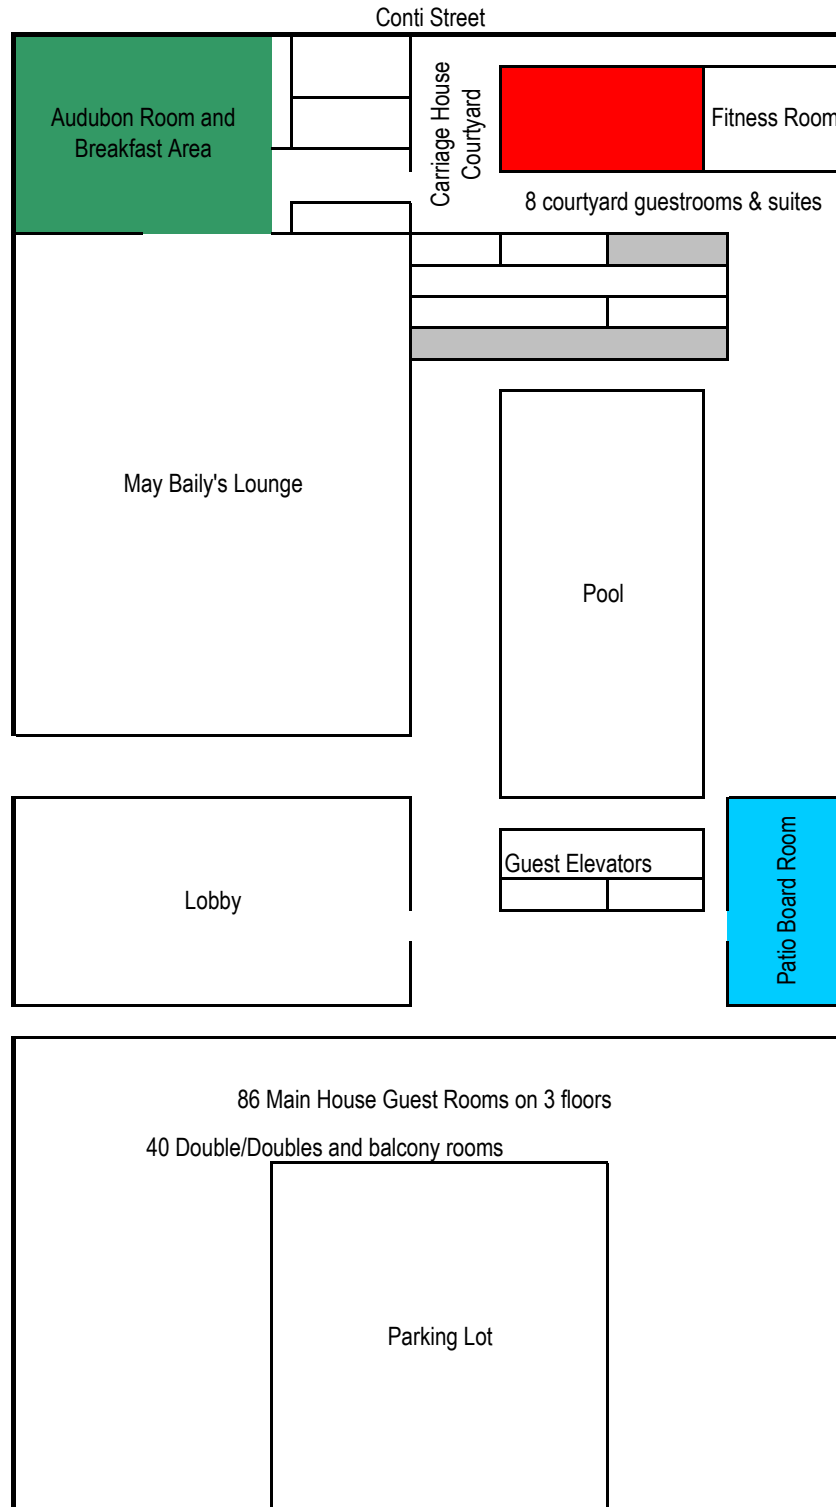 Conti Street
Audubon Room and
Breakfast Area
Carriage House
Courtyard
Fitness Room
8 courtyard guestrooms & suites
May Baily's Lounge
Pool
Guest Elevators
Lobby
Patio Board Room
86 Main House Guest Rooms on 3 floors
40 Double/Doubles and balcony rooms
Parking Lot